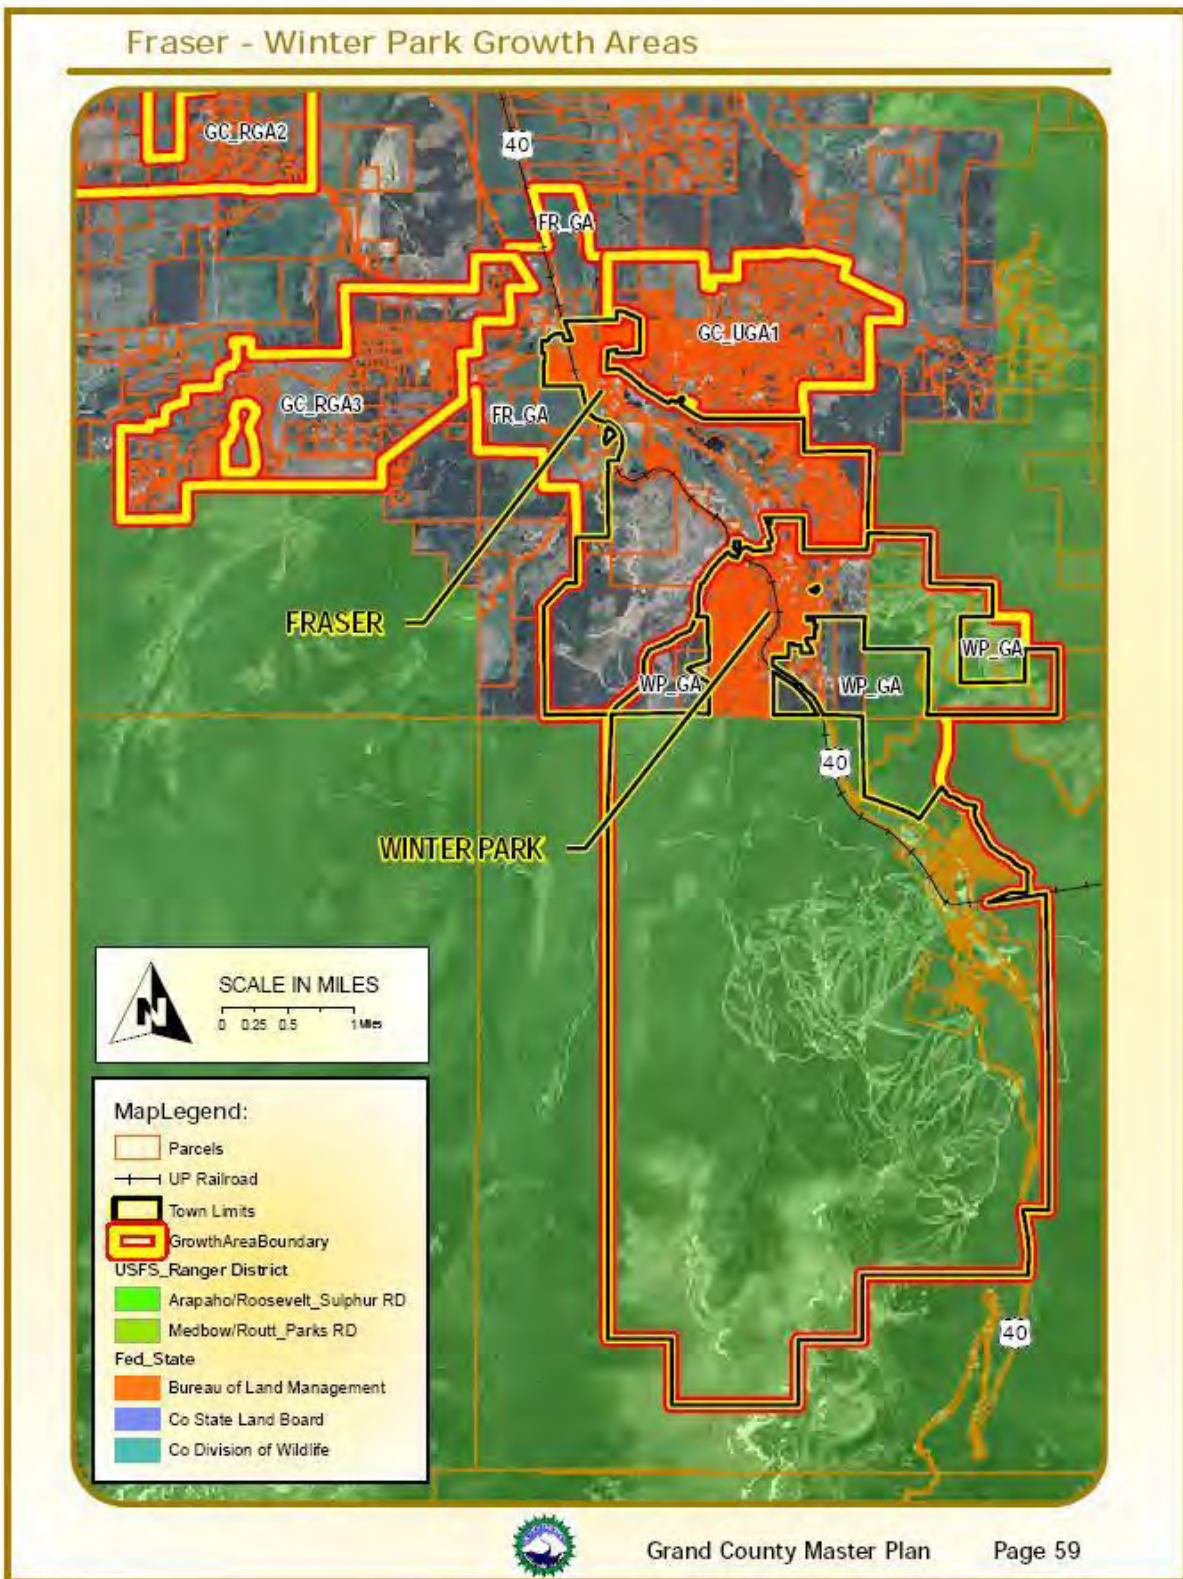 Fraser - Winter Park Growth Areas
GC_RGA2
40
FR_GA
GC_UGA1
GC_RGA3
FR_GA
FRASER
WP_GA
WP_GA
WP_GA
40
WINTER PARK
N
SCALE IN MILES
0 0.25 0.5 1 Miles
MapLegend:
Parcels
UP Railroad
Town Limits
GrowthAreaBoundary
USFS_Ranger District
Arapaho/Roosevelt_Sulphur RD
Medbow/Routt_Parks RD
Fed_State
Bureau of Land Management
Co State Land Board
Co Division of Wildlife
40
Grand County Master Plan Page 59